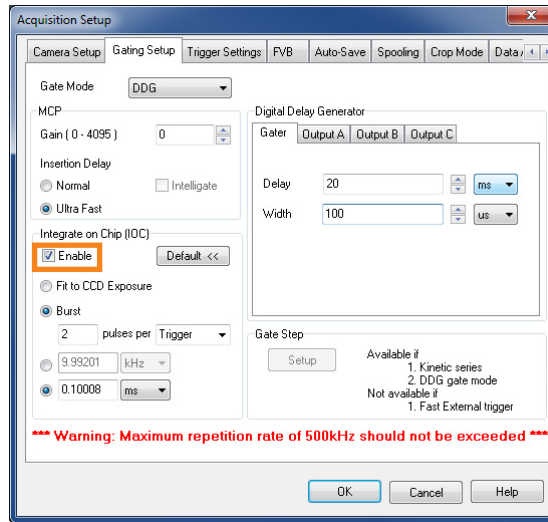 Acquisition Setup
Camera Setup Gating Setup Trigger Settings FVB Auto-Save Spooling Crop Mode Data
Gate Mode DDG
MCP
Gain ( 0 - 4095 ) 0
Insertion Delay
Normal Intelligate
Ultra Fast
Integrate on Chip (IOC)
Enable Default <<
Fit to CCD Exposure
Burst
2 pulses per Trigger
9.99201 kHz
0.10008 ms
Digital Delay Generator
Gater Output A Output B Output C
Delay 20 ms
Width 100 us
Gate Step
Setup
Available if
1. Kinetic series
2. DDG gate mode
Not available if
1. Fast External trigger
*** Warning: Maximum repetition rate of 500kHz should not be exceeded ***
OK Cancel Help